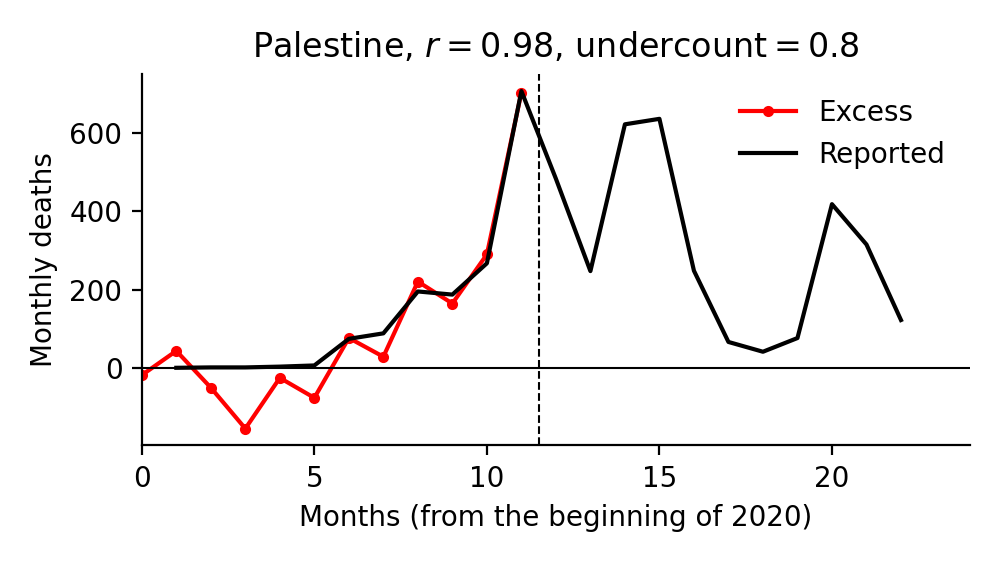 Palestine, r = 0.98, undercount = 0.8
Excess
Reported
Monthly deaths
600
400
200
0
0 5 10 15 20
Months (from the beginning of 2020)